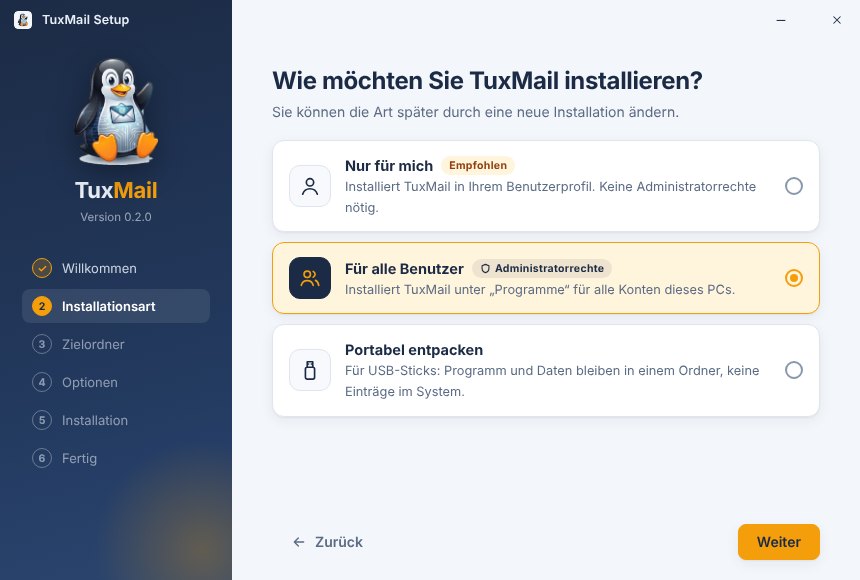 TuxMail Setup
TuxMail
Version 0.2.0
Willkommen
2 Installationsart
3 Zielordner
4 Optionen
5 Installation
6 Fertig
Wie möchten Sie TuxMail installieren?
Sie können die Art später durch eine neue Installation ändern.
Nur für mich Empfohlen
Installiert TuxMail in Ihrem Benutzerprofil. Keine Administratorrechte
nötig.
Für alle Benutzer Administratorrechte
Installiert TuxMail unter „Programme“ für alle Konten dieses PCs.
Portabel entpacken
Für USB-Sticks: Programm und Daten bleiben in einem Ordner, keine
Einträge im System.
Zurück
Weiter